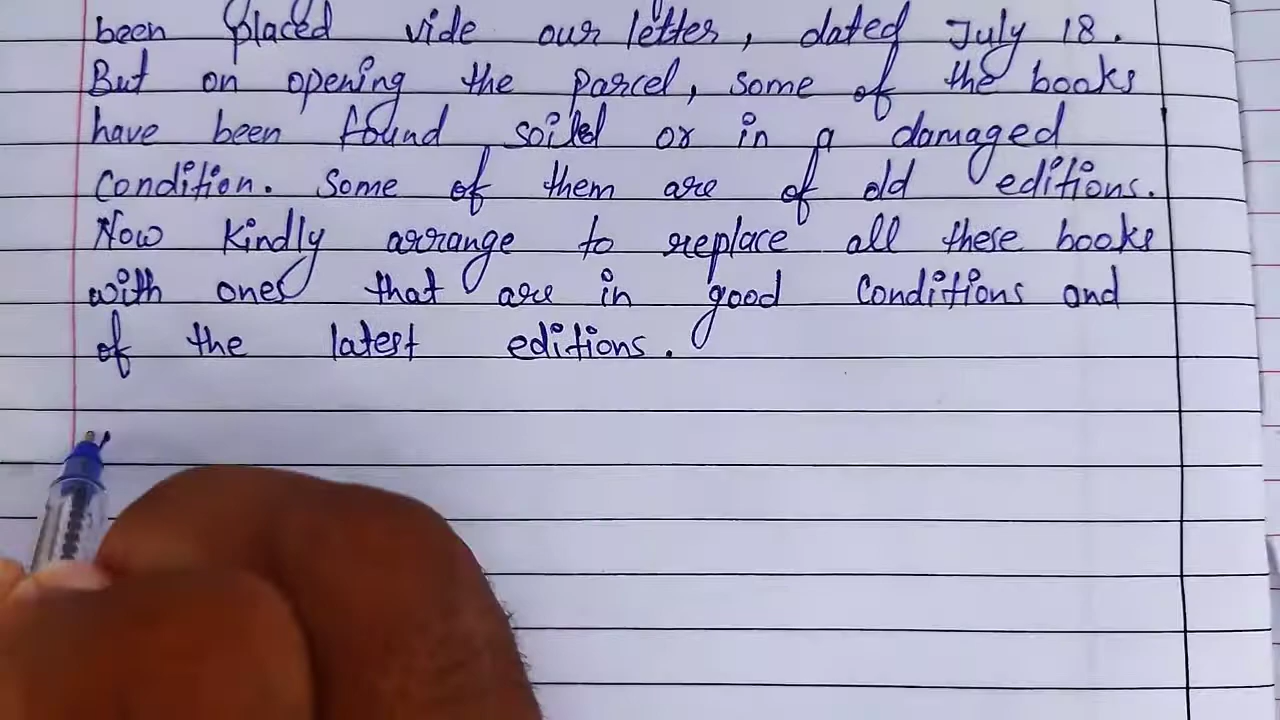 been placed vide our letter, dated July 18.
But on opening the parcel, some of the books
have been found soiled or in a damaged
condition. Some of them are of old editions.
Now kindly arrange to replace all these books
with ones that are in good conditions and
of the latest editions.